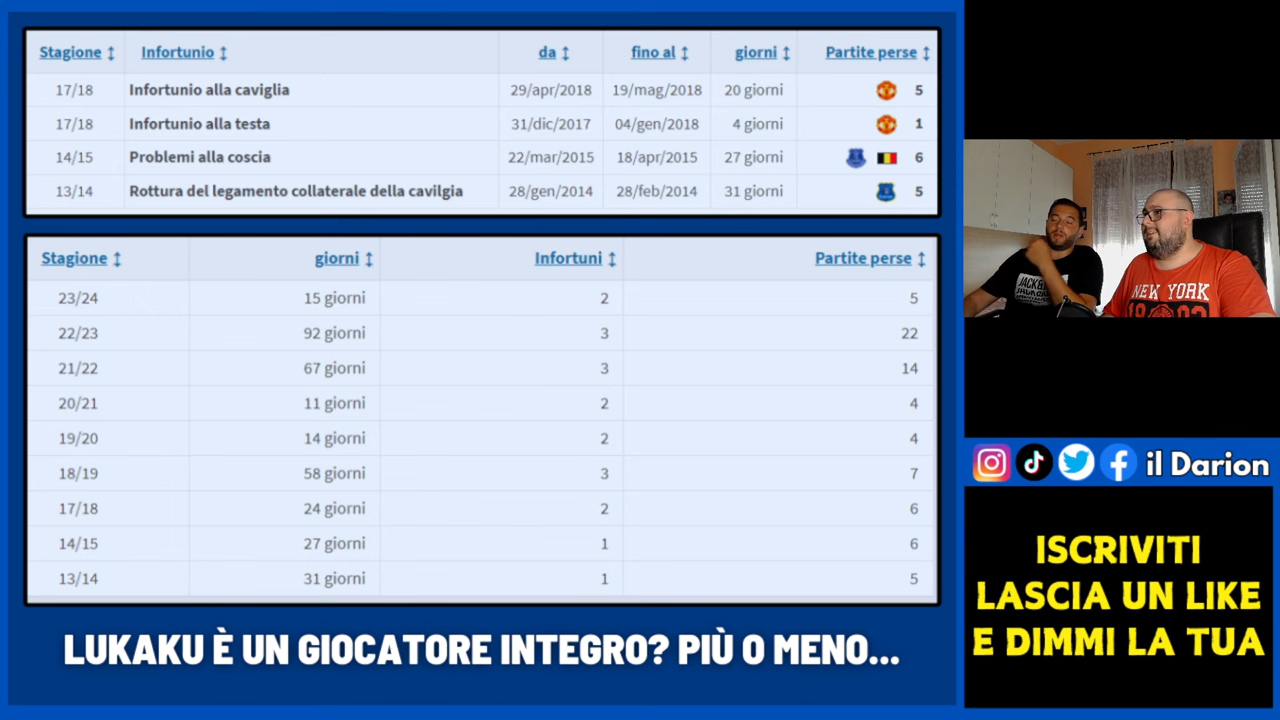 Stagione Infortunio da fino al giorni Partite perse
17/18 Infortunio alla caviglia 29/apr/2018 19/mag/2018 20 giorni 5
17/18 Infortunio alla testa 31/dic/2017 04/gen/2018 4 giorni 1
14/15 Problemi alla coscia 22/mar/2015 18/apr/2015 27 giorni 6
13/14 Rottura del legamento collaterale della cavilgia 28/gen/2014 28/feb/2014 31 giorni 5
Stagione giorni Infortuni Partite perse
23/24 15 giorni 2 5
22/23 92 giorni 3 22
21/22 67 giorni 3 14
20/21 11 giorni 2 4
19/20 14 giorni 2 4
18/19 58 giorni 3 7
17/18 24 giorni 2 6
14/15 27 giorni 1 6
13/14 31 giorni 1 5
LUKAKU È UN GIOCATORE INTEGRO? PIÙ O MENO...
NEW YORK
il Darion
ISCRIVITI
LASCIA UN LIKE
E DIMMI LA TUA